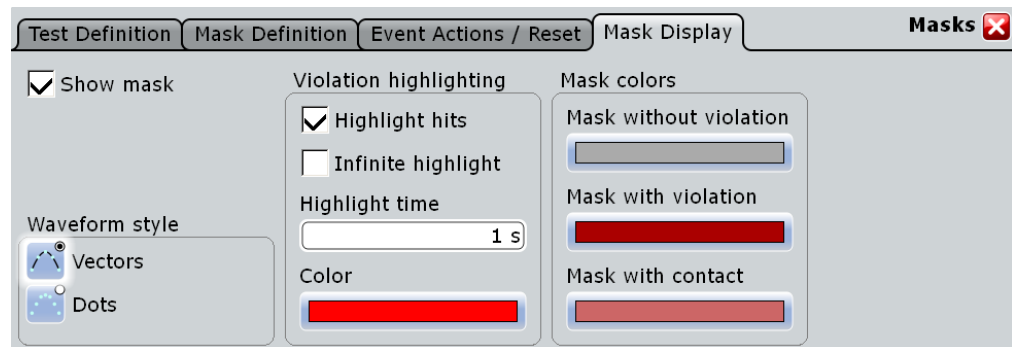 Test Definition
Mask Definition
Event Actions / Reset
Mask Display
Masks
Show mask
Waveform style
Vectors
Dots
Violation highlighting
Highlight hits
Infinite highlight
Highlight time
1 s
Color
Mask colors
Mask without violation
Mask with violation
Mask with contact